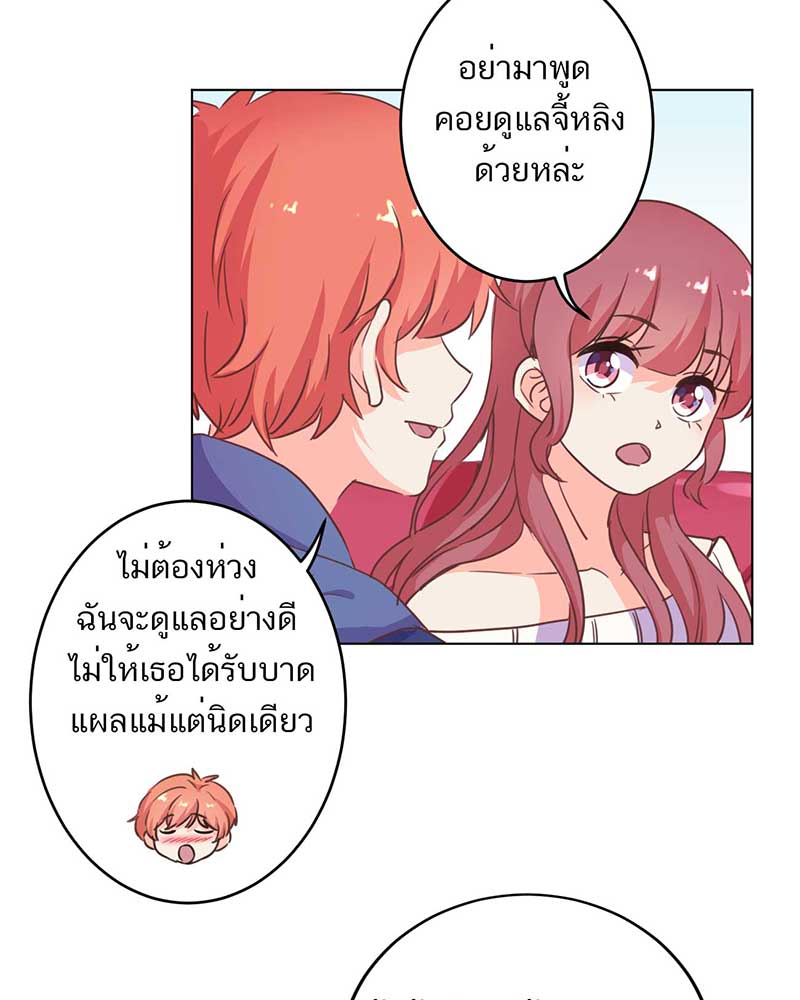 อย่ามาพูด
คอยดูแลจี้หลิง
ด้วยหล่ะ
ไม่ต้องห่วง
ฉันจะดูแลอย่างดี
ไม่ให้เธอได้รับบาด
แผลแม้แต่นิดเดียว